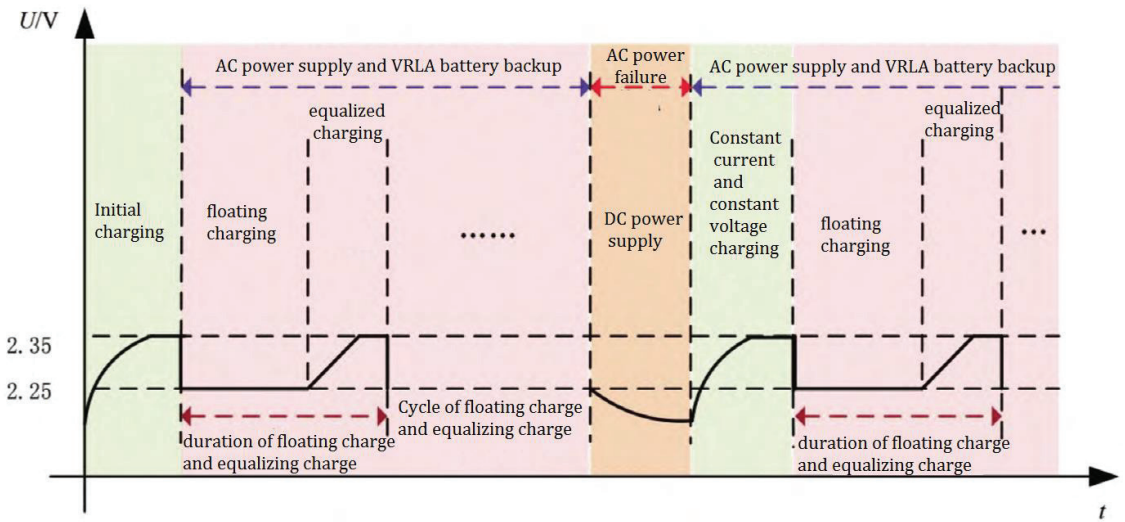 U/V
AC power supply and VRLA battery backup
AC power
failure
AC power supply and VRLA battery backup
equalized
charging
equalized
charging
Constant
current
and
constant
voltage
charging
Initial
charging
floating
charging
......
DC power
supply
floating
charging
...
2.35
2.25
Cycle of floating charge
and equalizing charge
duration of floating charge
and equalizing charge
duration of floating charge
and equalizing charge
t